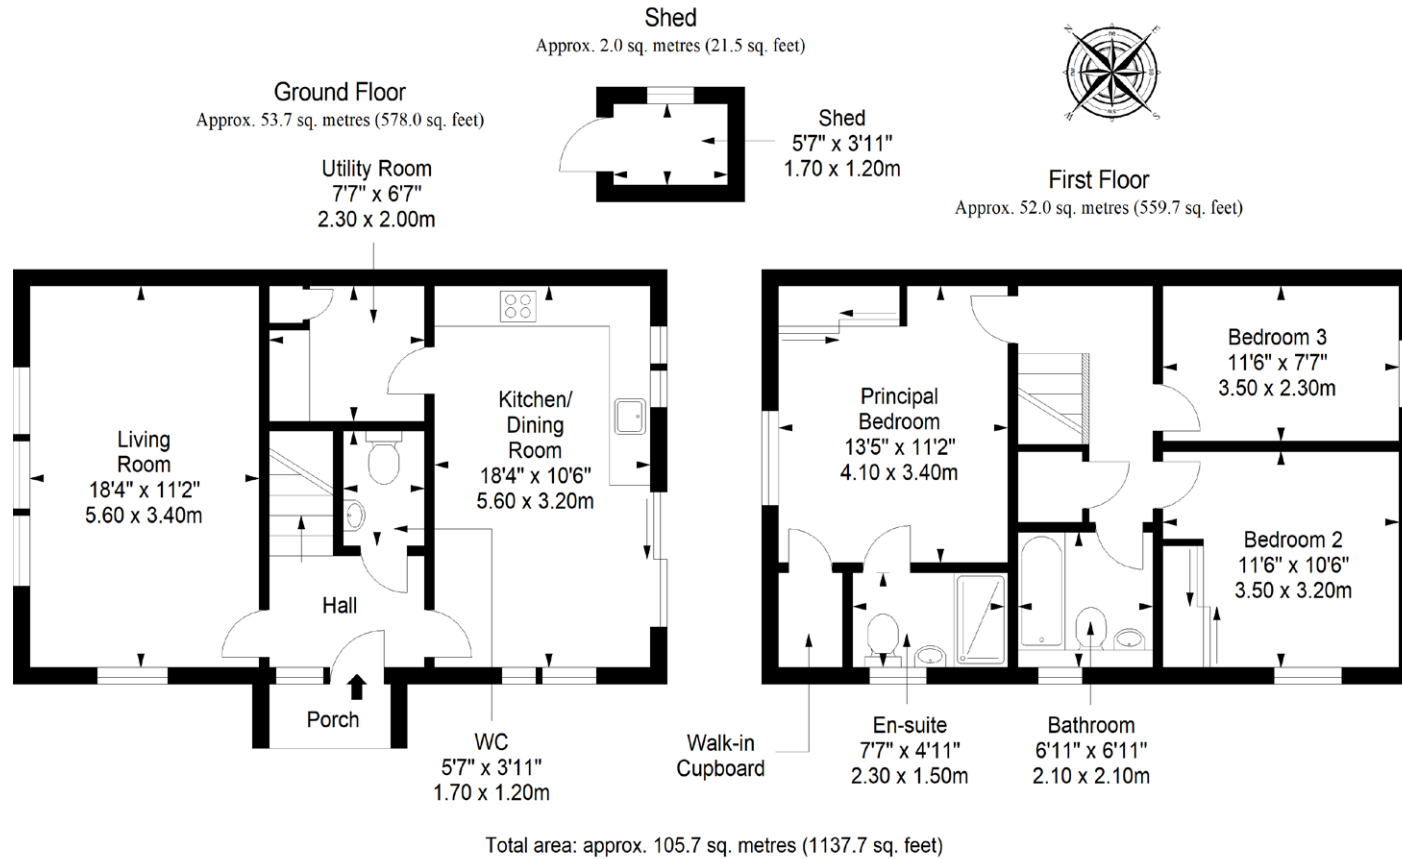 Shed
Approx. 2.0 sq. metres (21.5 sq. feet)
Ground Floor
Approx. 53.7 sq. metres (578.0 sq. feet)
Shed
5'7" x 3'11"
1.70 x 1.20m
N
E
W
S
Utility Room
7'7" x 6'7"
2.30 x 2.00m
First Floor
Approx. 52.0 sq. metres (559.7 sq. feet)
Living
Room
18'4" x 11'2"
5.60 x 3.40m
Kitchen/
Dining
Room
18'4" x 10'6"
5.60 x 3.20m
Hall
Porch
WC
5'7" x 3'11"
1.70 x 1.20m
Principal
Bedroom
13'5" x 11'2"
4.10 x 3.40m
Bedroom 3
11'6" x 7'7"
3.50 x 2.30m
Bedroom 2
11'6" x 10'6"
3.50 x 3.20m
Walk-in
Cupboard
En-suite
7'7" x 4'11"
2.30 x 1.50m
Bathroom
6'11" x 6'11"
2.10 x 2.10m
Total area: approx. 105.7 sq. metres (1137.7 sq. feet)